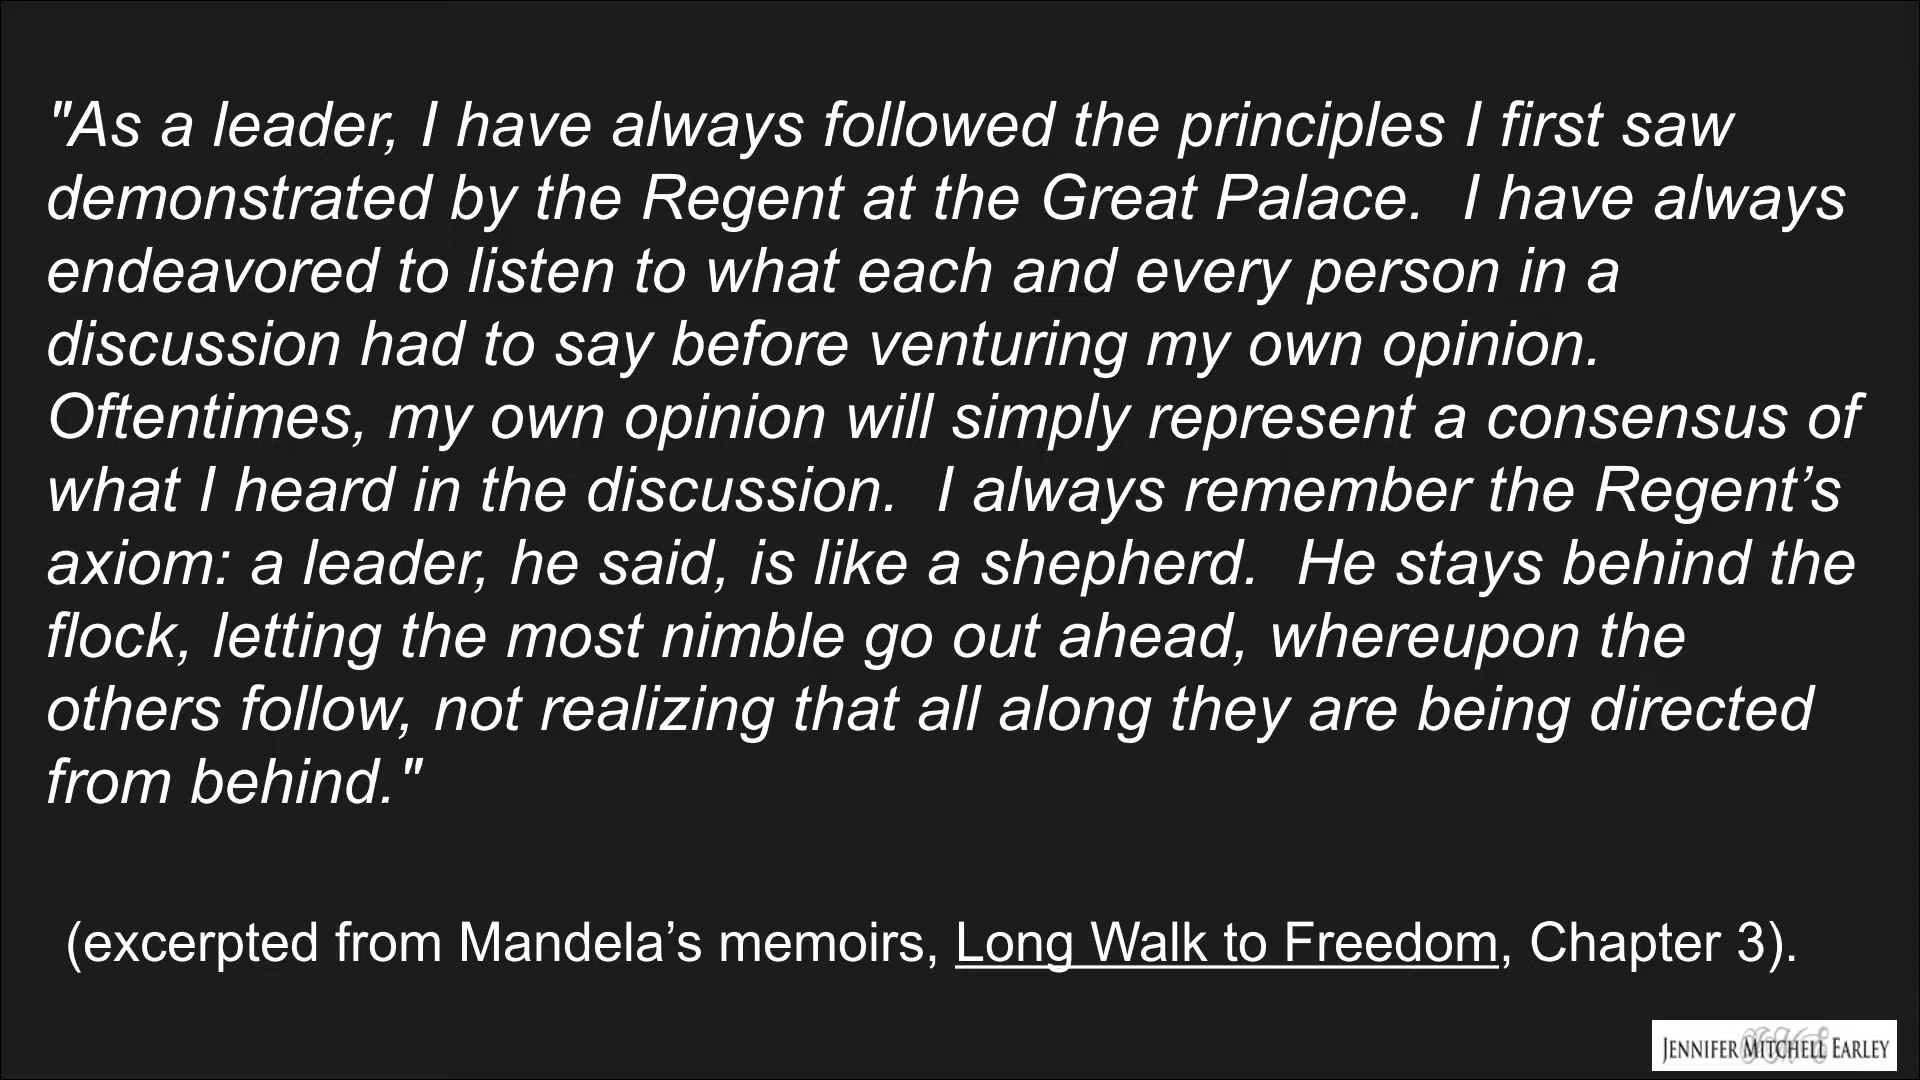 "As a leader, I have always followed the principles I first saw
demonstrated by the Regent at the Great Palace.  I have always
endeavored to listen to what each and every person in a
discussion had to say before venturing my own opinion.
Oftentimes, my own opinion will simply represent a consensus of
what I heard in the discussion.  I always remember the Regent’s
axiom: a leader, he said, is like a shepherd.  He stays behind the
flock, letting the most nimble go out ahead, whereupon the
others follow, not realizing that all along they are being directed
from behind."
(excerpted from Mandela’s memoirs, Long Walk to Freedom, Chapter 3).
JENNIFER MITCHELL EARLEY